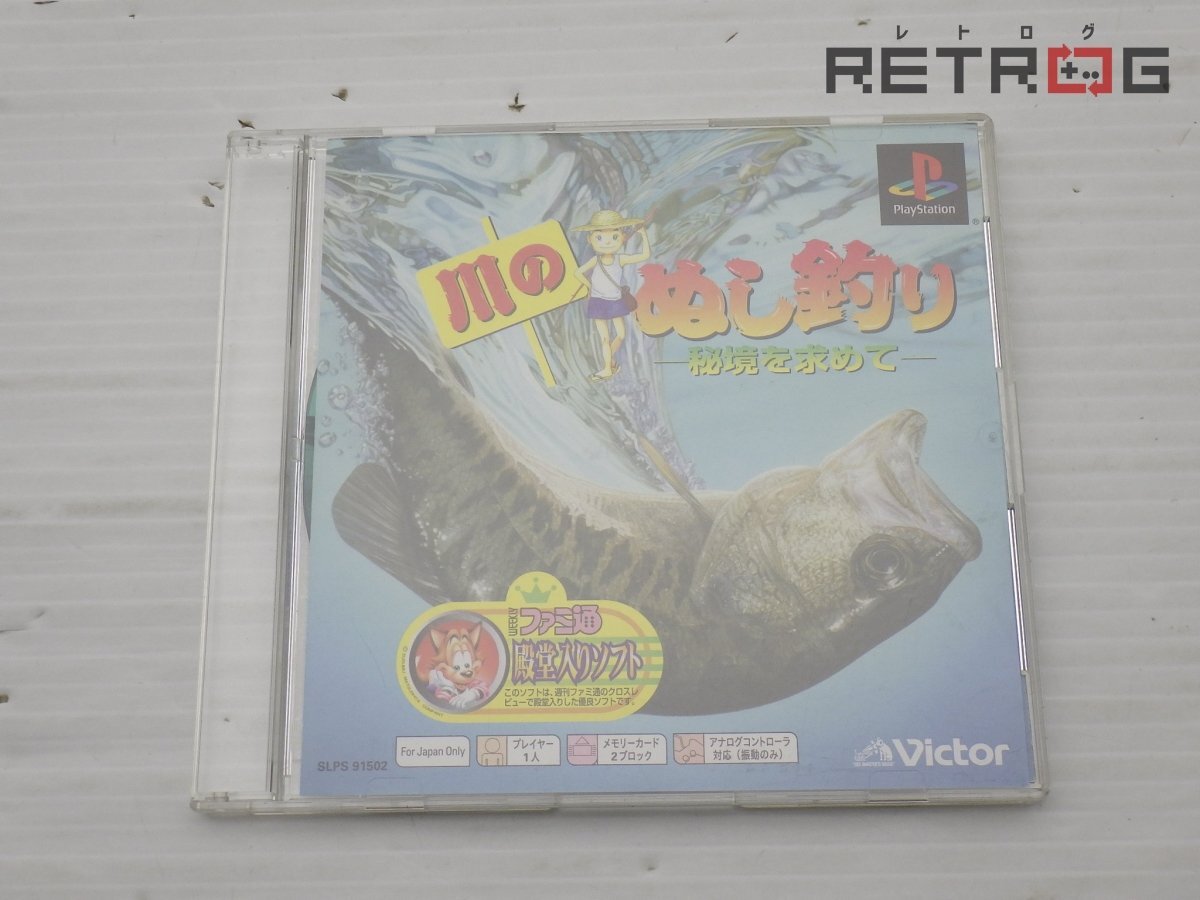 レトログ
RETROG
PlayStation
川の
ぬし釣り
―秘境を求めて―
ファミ通
殿堂入りソフト
このソフトは、週刊ファミ通のクロスレ
ビューで殿堂入りした優良ソフトです。
For Japan Only
プレイヤー
1人
メモリーカード
2ブロック
アナログコントローラ
対応（振動のみ）
SLPS 91502
Victor